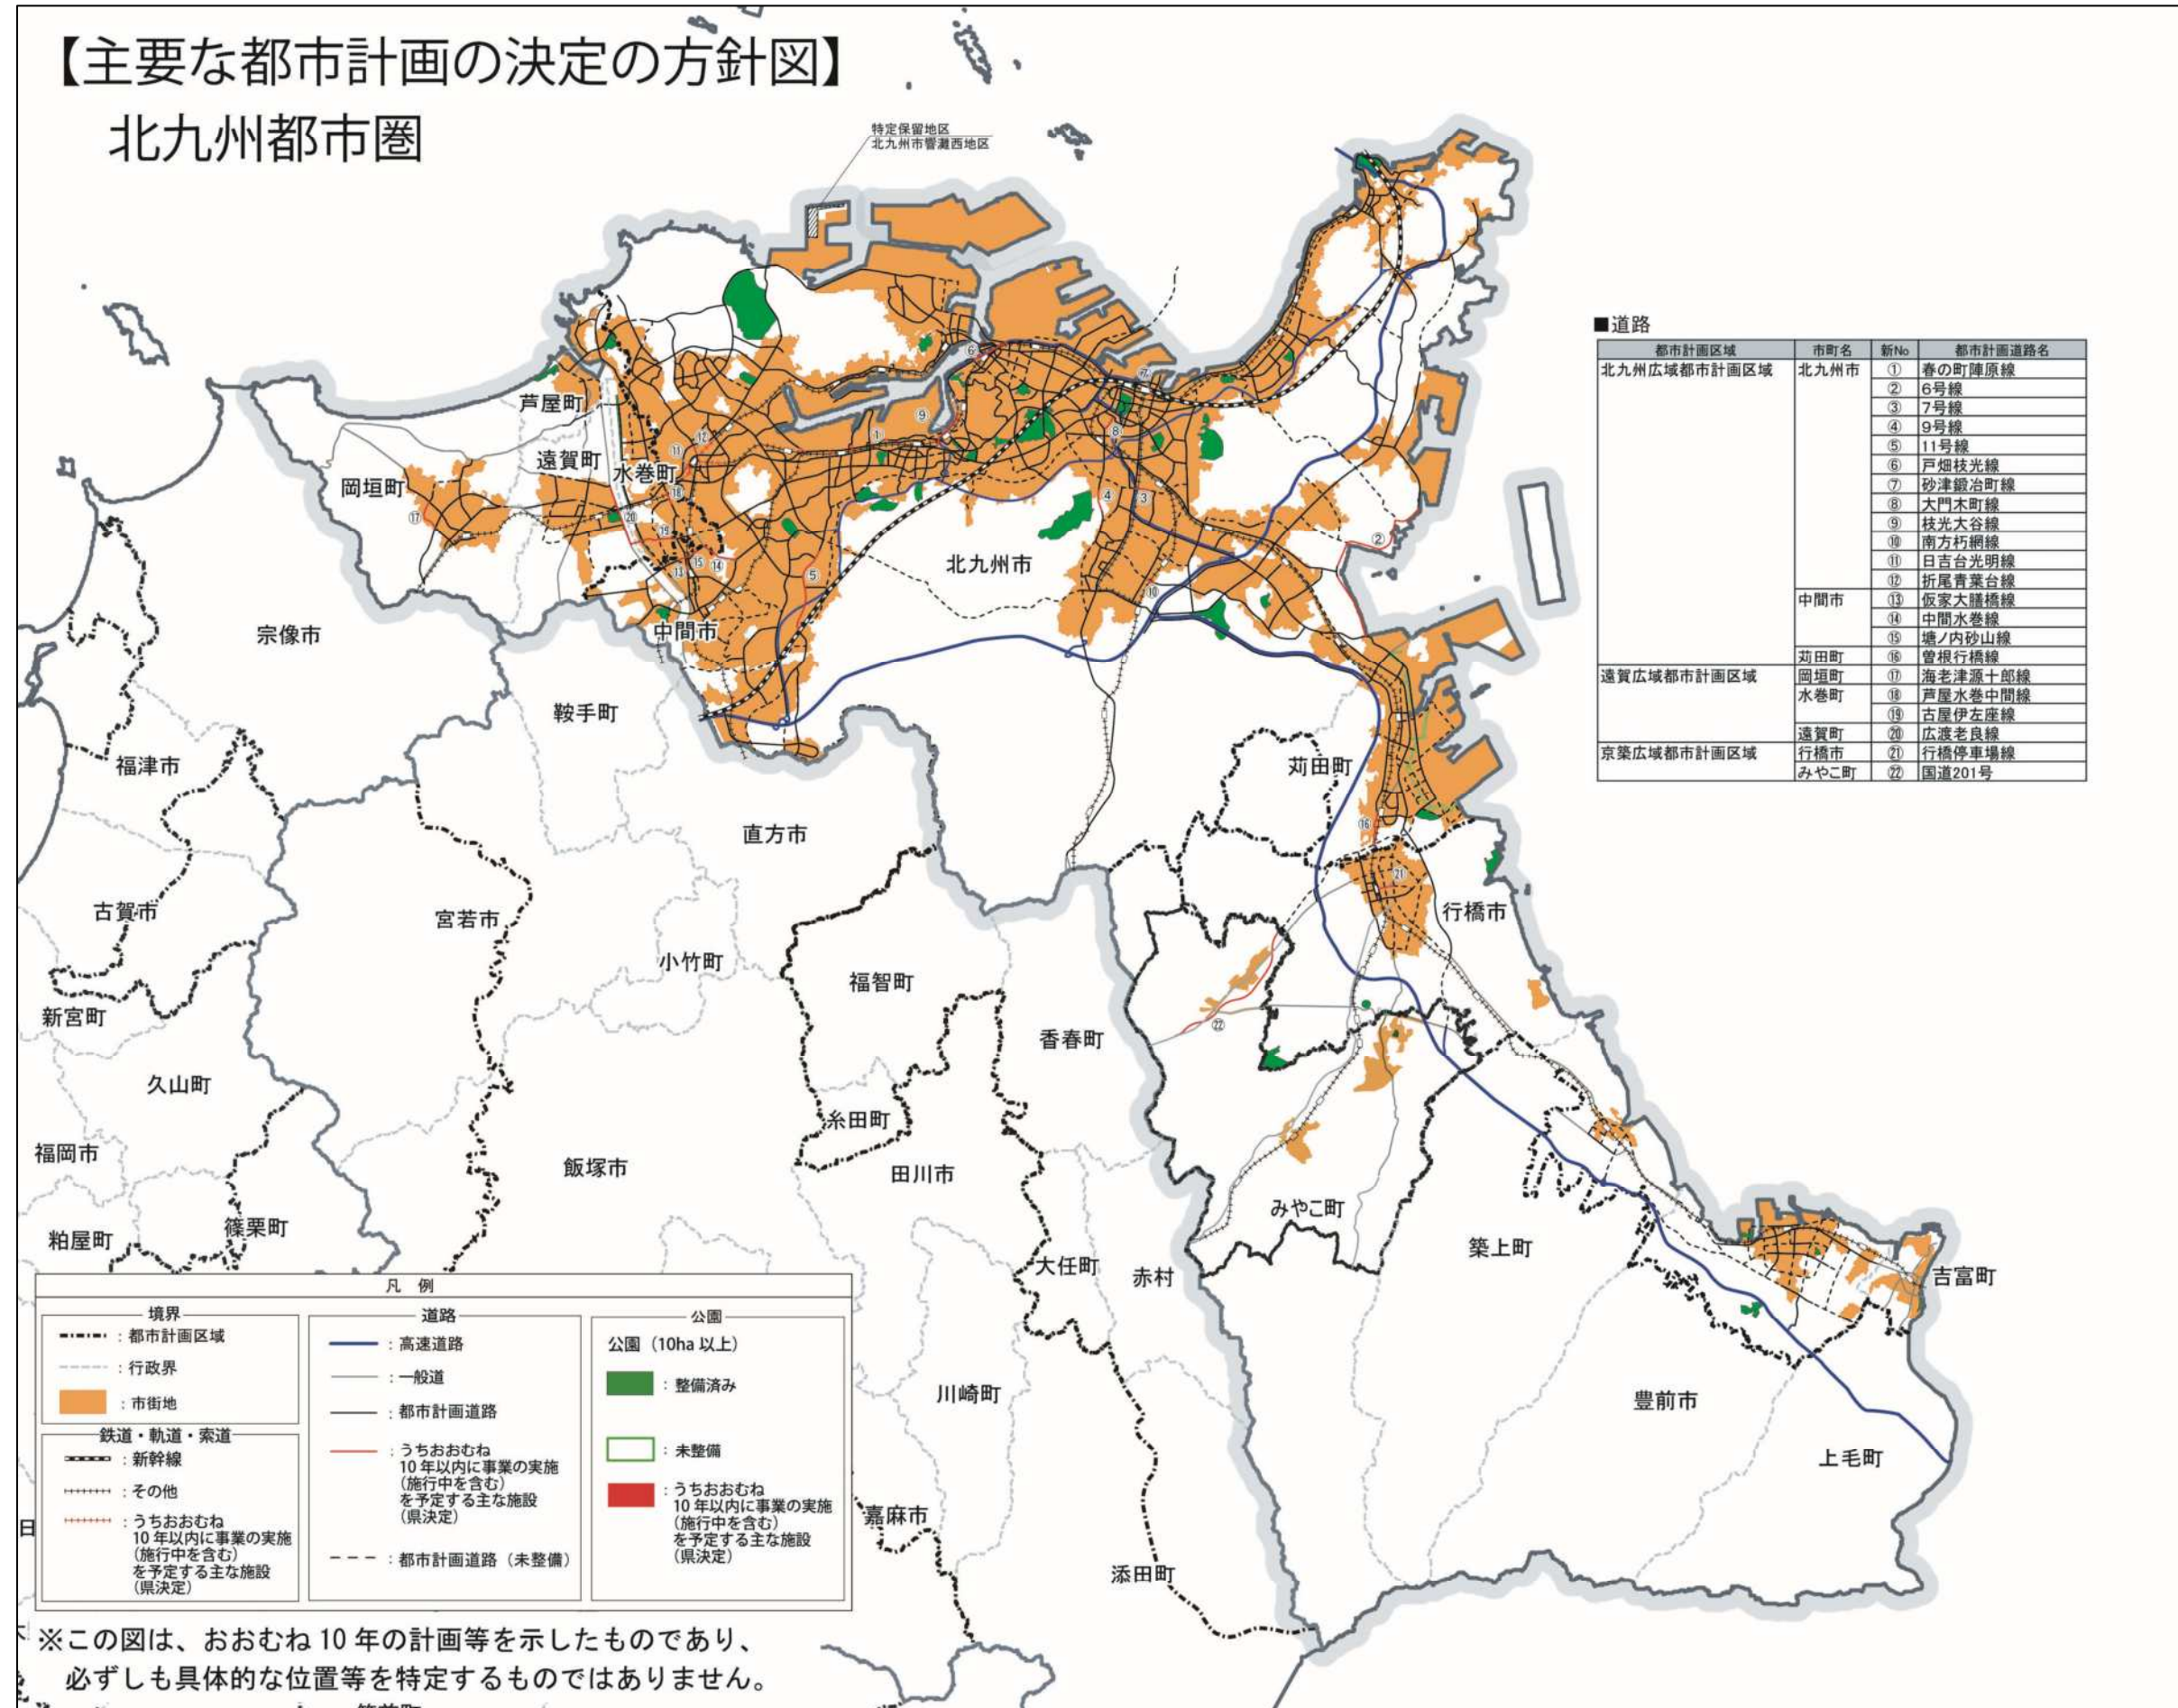 【主要な都市計画の決定の方針図】
北九州都市圏
特定保留地区
北九州市響灘西地区
■道路
都市計画区域 市町名 新No 都市計画道路名
北九州広域都市計画区域 北九州市 ① 春の町陣原線
② 6号線
③ 7号線
④ 9号線
⑤ 11号線
⑥ 戸畑枝光線
⑦ 砂津鍛冶町線
⑧ 大門木町線
⑨ 枝光大谷線
⑩ 南方朽網線
⑪ 日吉台光明線
⑫ 折尾青葉台線
中間市 ⑬ 仮家大膳橋線
⑭ 中間水巻線
⑮ 塘ノ内砂山線
苅田町 ⑯ 曽根行橋線
遠賀広域都市計画区域 岡垣町 ⑰ 海老津源十郎線
水巻町 ⑱ 芦屋水巻中間線
⑲ 古屋伊左座線
遠賀町 ⑳ 広渡老良線
京築広域都市計画区域 行橋市 ㉑ 行橋停車場線
みやこ町 ㉒ 国道201号
⑥
⑦
芦屋町
⑨
⑧
①
⑫
⑪
遠賀町
水巻町
岡垣町
⑱
④
③
⑰
⑳
⑲
②
⑬
⑮
⑭
⑤
北九州市
⑩
宗像市
中間市
鞍手町
福津市
苅田町
直方市
⑯
㉑
古賀市
宮若市
行橋市
小竹町
福智町
新宮町
㉒
香春町
久山町
糸田町
福岡市
飯塚市
田川市
みやこ町
粕屋町
篠栗町
築上町
大任町
赤村
吉富町
川崎町
豊前市
上毛町
嘉麻市
添田町
凡 例
境界
：都市計画区域
：行政界
：市街地
鉄道・軌道・索道
：新幹線
：その他
：うちおおむね
10年以内に事業の実施
（施行中を含む）
を予定する主な施設
（県決定）
道路
：高速道路
：一般道
：都市計画道路
：うちおおむね
10年以内に事業の実施
（施行中を含む）
を予定する主な施設
（県決定）
：都市計画道路（未整備）
公園
公園（10ha 以上）
：整備済み
：未整備
：うちおおむね
10年以内に事業の実施
（施行中を含む）
を予定する主な施設
（県決定）
日
※この図は、おおむね 10 年の計画等を示したものであり、
必ずしも具体的な位置等を特定するものではありません。